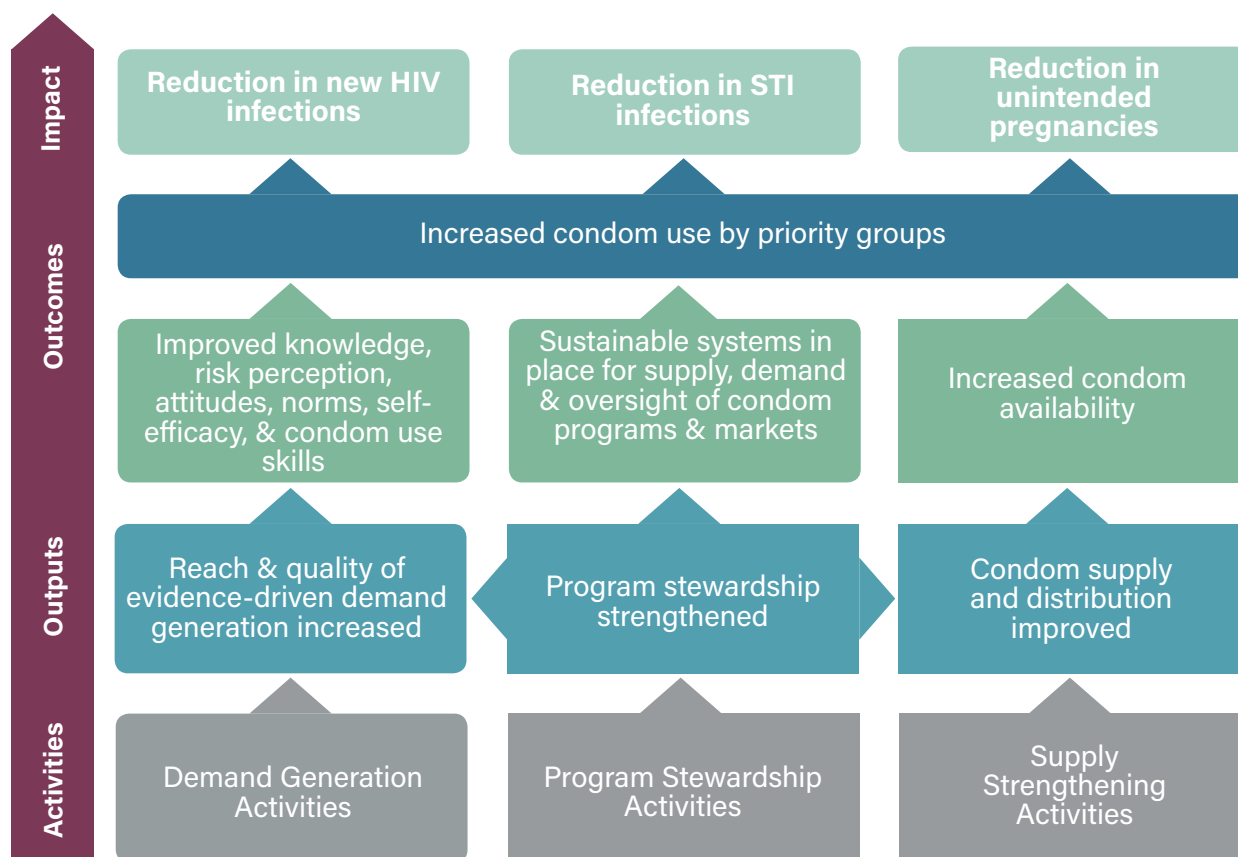 Impact
Reduction in new HIV
infections
Reduction in STI
infections
Reduction in
unintended
pregnancies
Outcomes
Increased condom use by priority groups
Improved knowledge,
risk perception,
attitudes, norms, self-
efficacy, & condom use
skills
Sustainable systems in
place for supply, demand
& oversight of condom
programs & markets
Increased condom
availability
Outputs
Reach & quality of
evidence-driven demand
generation increased
Program stewardship
strengthened
Condom supply
and distribution
improved
Activities
Demand Generation
Activities
Program Stewardship
Activities
Supply
Strengthening
Activities